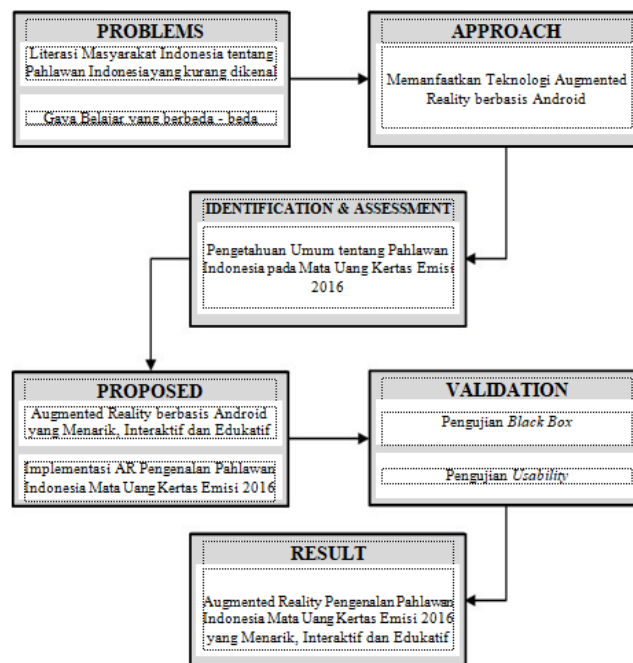 PROBLEMS
Literasi Masyarakat Indonesia tentang
Pahlawan Indonesia yang kurang dikenal
Gaya Belajar yang berbeda - beda
APPROACH
Memanfaatkan Teknologi Augmented
Reality berbasis Android
IDENTIFICATION & ASSESSMENT
Pengetahuan Umum tentang Pahlawan
Indonesia pada Mata Uang Kertas Emisi
2016
PROPOSED
Augmented Reality berbasis Android
yang Menarik, Interaktif dan Edukatif
Implementasi AR Pengenalan Pahlawan
Indonesia Mata Uang Kertas Emisi 2016
VALIDATION
Pengujian Black Box
Pengujian Usability
RESULT
Augmented Reality Pengenalan Pahlawan
Indonesia Mata Uang Kertas Emisi 2016
yang Menarik, Interaktif dan Edukatif